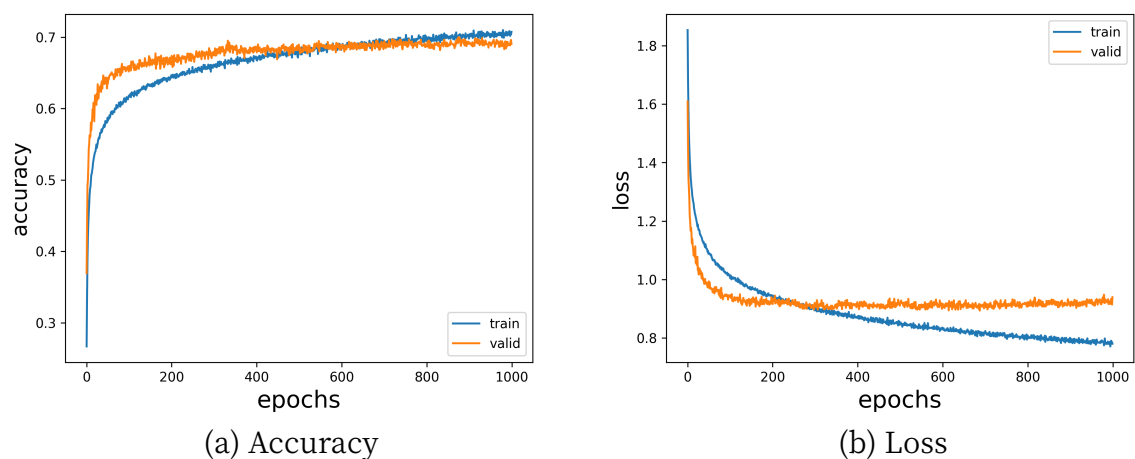 0.7
0.6
0.5
0.4
0.3
accuracy
train
valid
0 200 400 600 800 1000
epochs
(a) Accuracy
1.8
1.6
1.4
1.2
1.0
0.8
loss
train
valid
0 200 400 600 800 1000
epochs
(b) Loss